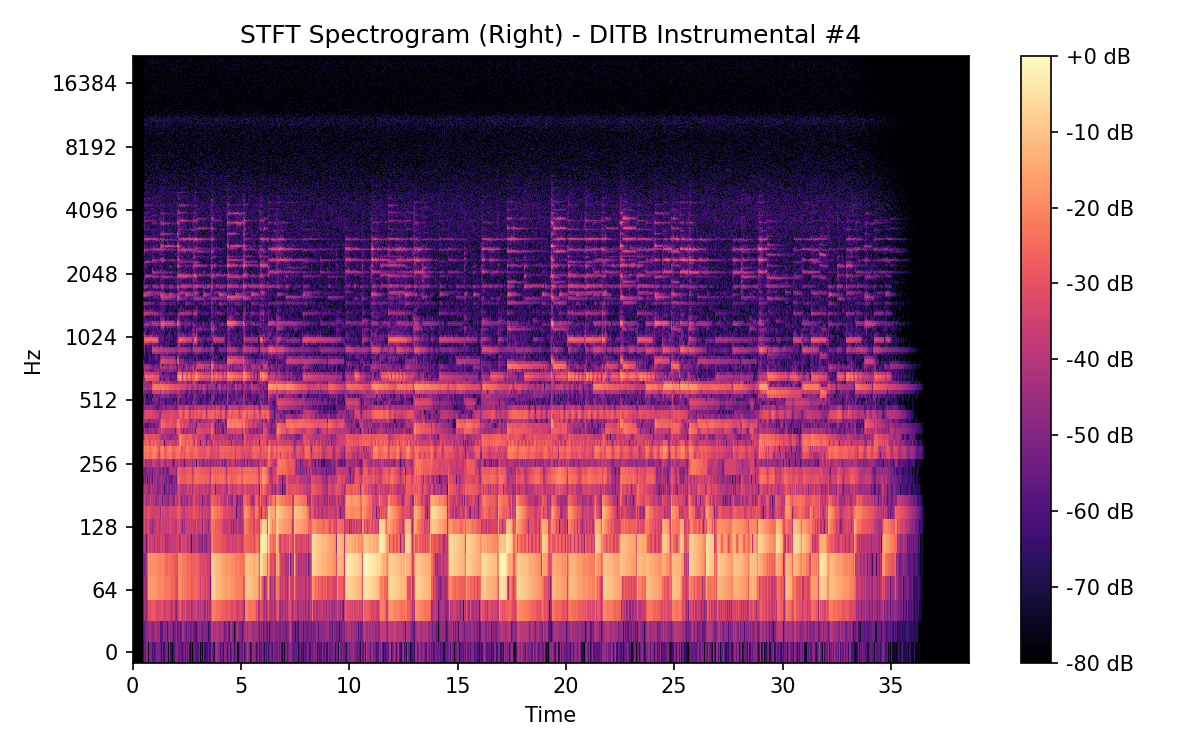 STFT Spectrogram (Right) - DITB Instrumental #4
16384
8192
4096
2048
1024
512
256
128
64
0
Hz
0
5
10
15
20
25
30
35
Time
+0 dB
-10 dB
-20 dB
-30 dB
-40 dB
-50 dB
-60 dB
-70 dB
-80 dB